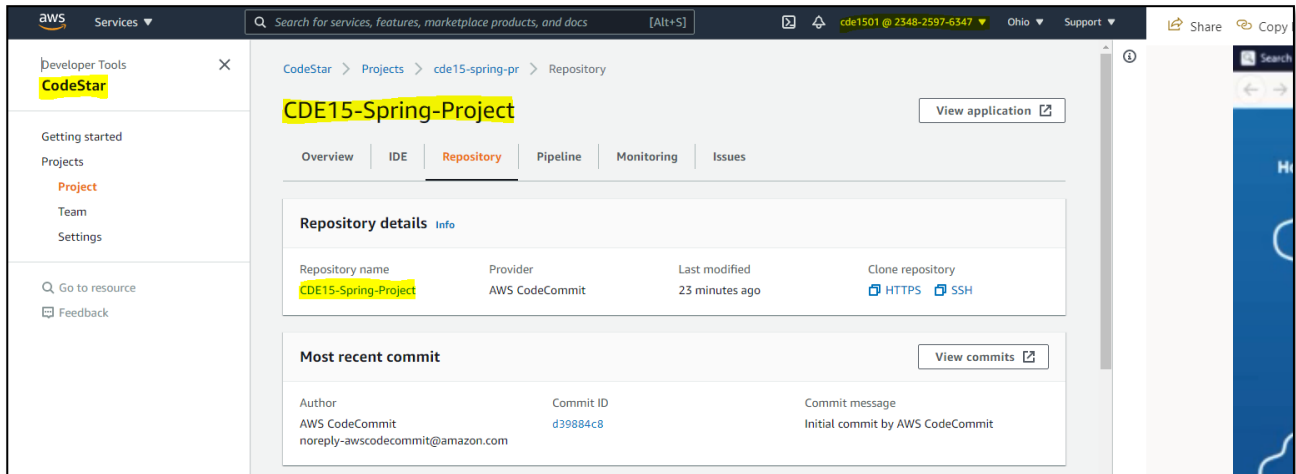 aws Services ▼ Search for services, features, marketplace products, and docs [Alt+S] cde1501 @ 2348-2597-6347 ▼ Ohio ▼ Support ▼
Share Copy
Developer Tools
CodeStar
Getting started
Projects
Project
Team
Settings
Go to resource
Feedback
CodeStar > Projects > cde15-spring-pr > Repository
CDE15-Spring-Project
View application
Overview IDE Repository Pipeline Monitoring Issues
Repository details Info
Repository name Provider Last modified Clone repository
CDE15-Spring-Project AWS CodeCommit 23 minutes ago HTTPS SSH
Most recent commit View commits
Author Commit ID Commit message
AWS CodeCommit d39884c8 Initial commit by AWS CodeCommit
noreply-awscodecommit@amazon.com
Search